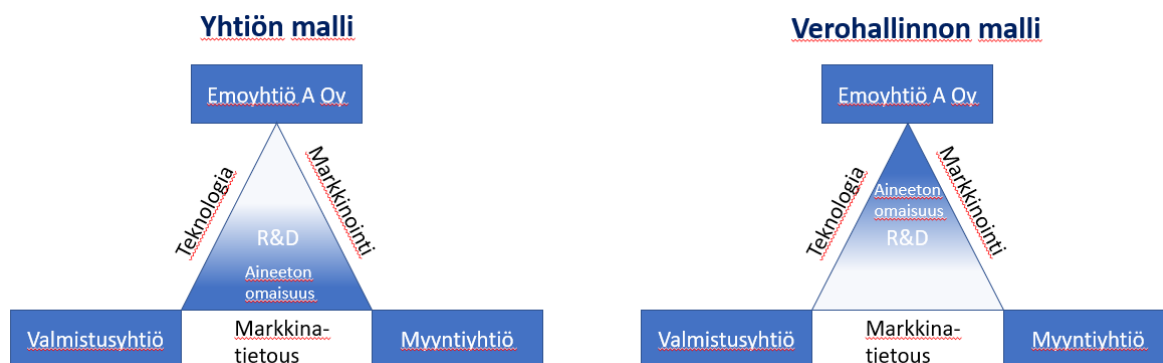 Yhtiön malli
Emoyhtiö A Oy
Teknologia
Markkinointi
R&D
Aineeton
omaisuus
Valmistusyhtiö
Markkina-
tietous
Myyntiyhtiö
Verohallinnon malli
Emoyhtiö A Oy
Teknologia
Markkinointi
Aineeton
omaisuus
R&D
Valmistusyhtiö
Markkina-
tietous
Myyntiyhtiö